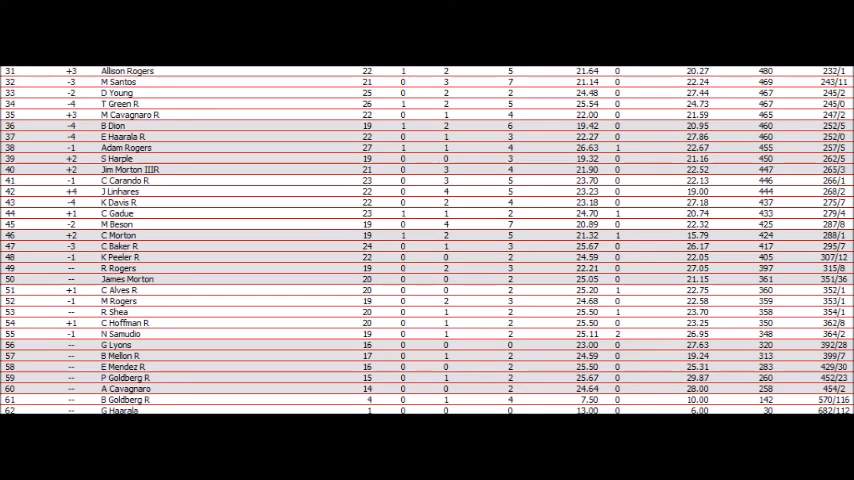 31 +3 Allison Rogers 22 1 2 5 21.64 0 20.27 480 232/1
32 -3 M Santos 21 0 3 7 21.14 0 22.24 469 243/11
33 -2 D Young 25 0 2 2 24.48 0 27.44 467 245/2
34 -4 T Green R 26 1 2 5 25.54 0 24.73 467 245/0
35 +3 M Cavagnaro R 22 0 1 4 22.00 0 21.59 465 247/2
36 -4 B Dion 19 1 2 6 19.42 0 20.95 460 252/5
37 -4 E Haarala R 22 0 1 3 22.27 0 27.86 460 252/0
38 -1 Adam Rogers 27 1 1 4 26.63 1 22.67 455 257/5
39 +2 S Harple 19 0 0 3 19.32 0 21.16 450 262/5
40 +2 Jim Morton IIIR 21 0 3 4 21.90 0 22.52 447 265/3
41 -1 C Carando R 23 0 3 5 23.70 0 22.13 446 266/1
42 +4 J Linhares 22 0 4 5 23.23 0 19.00 444 268/2
43 -4 K Davis R 22 0 2 4 23.18 0 27.18 437 275/7
44 +1 C Gadue 23 1 1 2 24.70 1 20.74 433 279/4
45 -2 M Beson 19 0 4 7 20.89 0 22.32 425 287/8
46 +2 C Morton 19 1 2 5 21.32 1 15.79 424 288/1
47 -3 C Baker R 24 0 1 3 25.67 0 26.17 417 295/7
48 -1 K Peeler R 22 0 0 2 24.59 0 22.05 405 307/12
49 -- R Rogers 19 0 2 3 22.21 0 27.05 397 315/8
50 -- James Morton 20 0 0 2 25.05 0 21.15 361 351/36
51 +1 C Alves R 20 0 0 2 25.20 1 22.75 360 352/1
52 -1 M Rogers 19 0 2 3 24.68 0 22.58 359 353/1
53 -- R Shea 20 0 1 2 25.50 1 23.70 358 354/1
54 +1 C Hoffman R 20 0 1 2 25.50 0 23.25 350 362/8
55 -1 N Samudio 19 0 1 2 25.11 2 26.95 348 364/2
56 -- G Lyons 16 0 0 0 23.00 0 27.63 320 392/28
57 -- B Mellon R 17 0 1 2 24.59 0 19.24 313 399/7
58 -- E Mendez R 16 0 0 2 25.50 0 25.31 283 429/30
59 -- P Goldberg R 15 0 1 2 25.67 0 29.87 260 452/23
60 -- A Cavagnaro 14 0 0 2 24.64 0 28.00 258 454/2
61 -- B Goldberg R 4 0 1 4 7.50 0 10.00 142 570/116
62 -- G Haarala 1 0 0 0 13.00 0 6.00 30 682/112